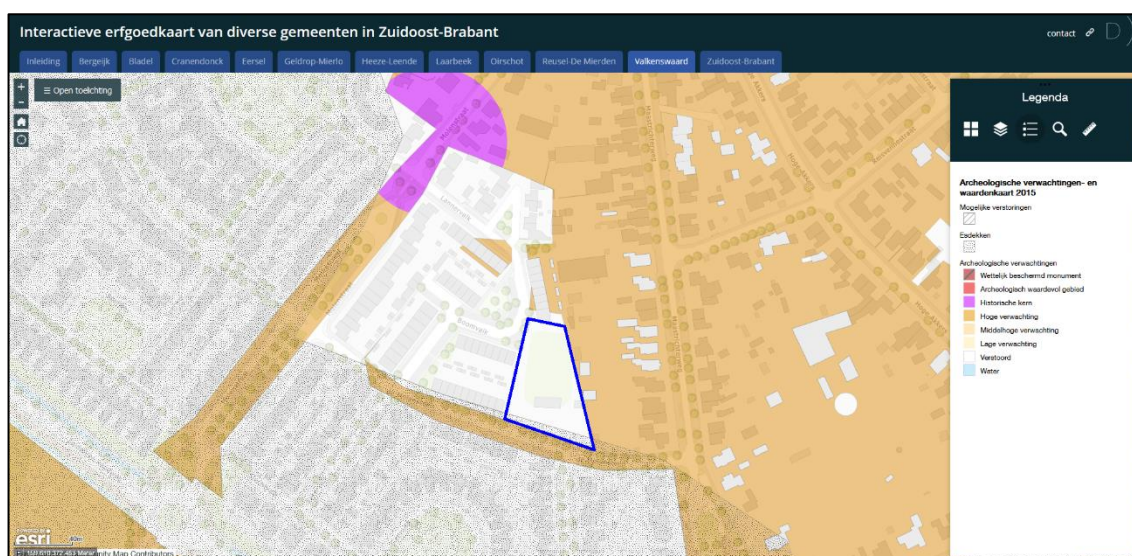 Interactieve erfgoedkaart van diverse gemeenten in Zuidoost-Brabant
contact
Inleiding
Bergeijk
Bladel
Cranendonck
Eersel
Geldrop-Mierlo
Heeze-Leende
Laarbeek
Oirschot
Reusel-De Mierden
Valkenswaard
Zuidoost-Brabant
+
-
☰ Open toelichting
Legenda
Archeologische verwachtingen- en
waardenkaart 2015
Mogelijke verstoringen
Esdekken
Archeologische verwachtingen
Wettelijk beschermd monument
Archeologisch waardevol gebied
Historische kern
Hoge verwachting
Middelhoge verwachting
Lage verwachting
Verstoord
Water
esri